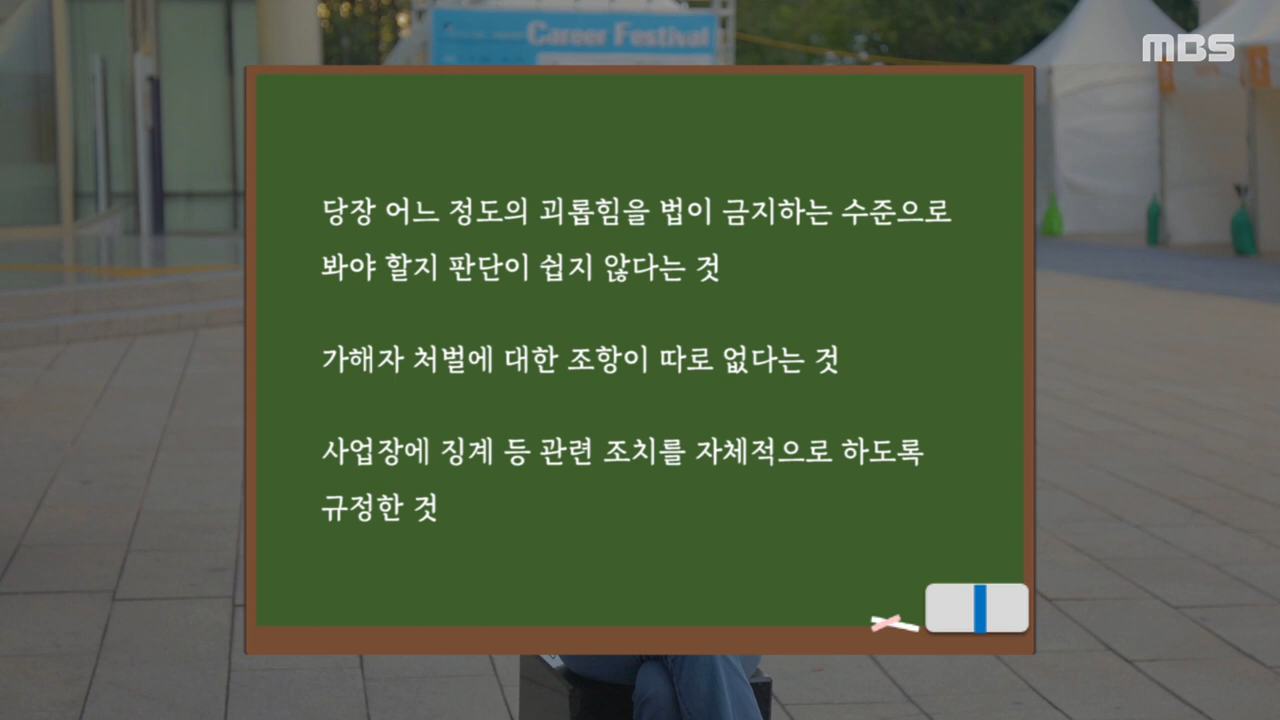 Career Festival
MBS
당장 어느 정도의 괴롭힘을 법이 금지하는 수준으로
봐야 할지 판단이 쉽지 않다는 것
가해자 처벌에 대한 조항이 따로 없다는 것
사업장에 징계 등 관련 조치를 자체적으로 하도록
규정한 것